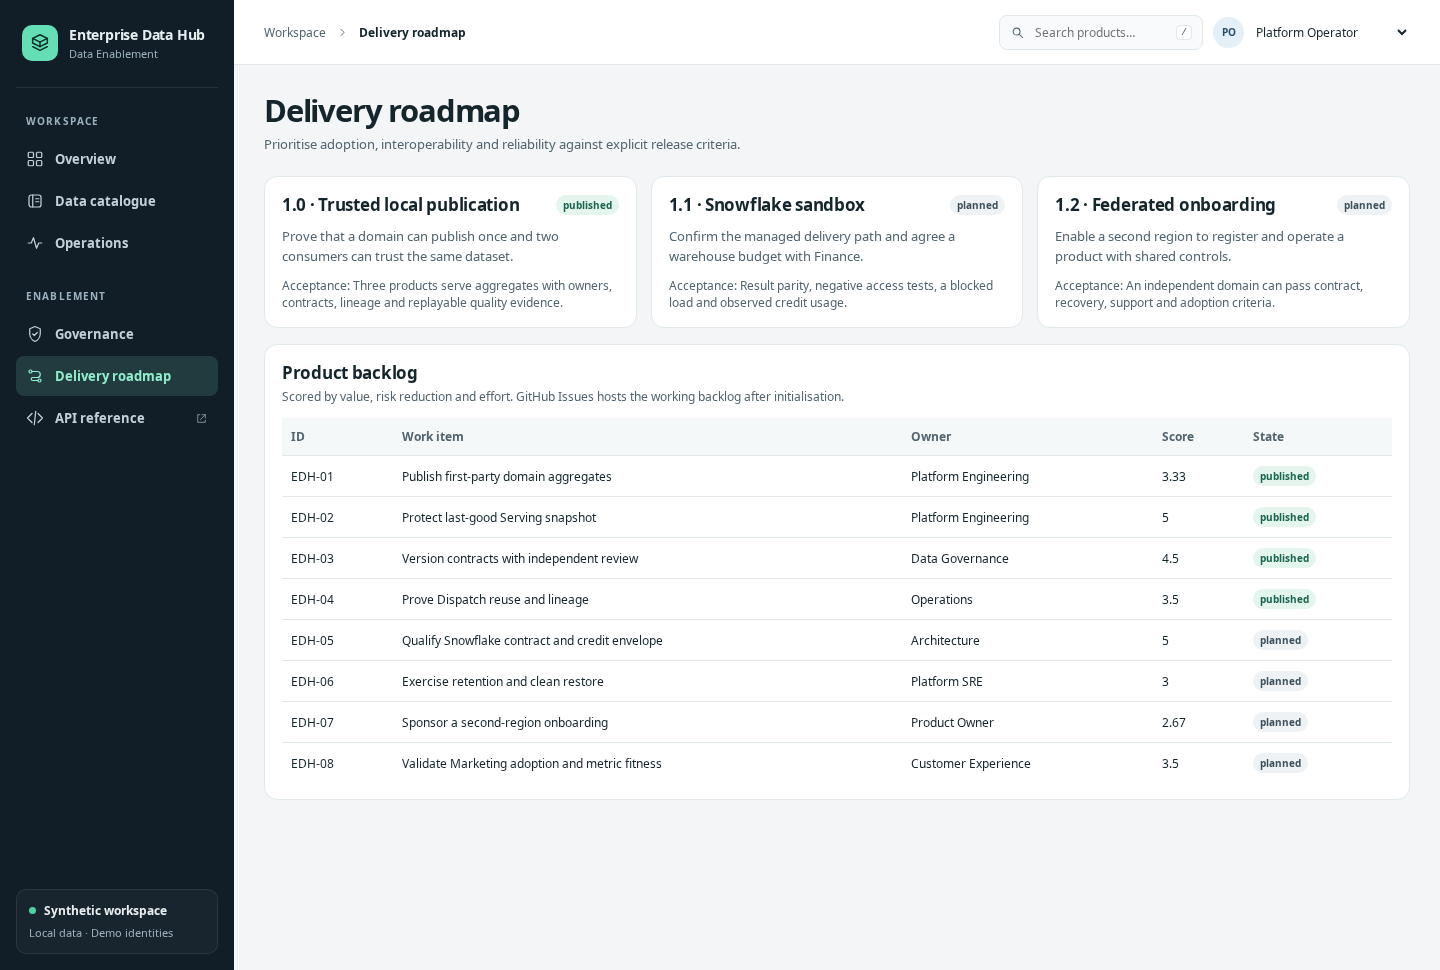 Enterprise Data Hub
Data Enablement
WORKSPACE
Overview
Data catalogue
Operations
ENABLEMENT
Governance
Delivery roadmap
API reference
Synthetic workspace
Local data · Demo identities
Workspace > Delivery roadmap
Search products... /
PO Platform Operator
Delivery roadmap
Prioritise adoption, interoperability and reliability against explicit release criteria.
1.0 · Trusted local publication published
Prove that a domain can publish once and two
consumers can trust the same dataset.
Acceptance: Three products serve aggregates with owners,
contracts, lineage and replayable quality evidence.
1.1 · Snowflake sandbox planned
Confirm the managed delivery path and agree a
warehouse budget with Finance.
Acceptance: Result parity, negative access tests, a blocked
load and observed credit usage.
1.2 · Federated onboarding planned
Enable a second region to register and operate a
product with shared controls.
Acceptance: An independent domain can pass contract,
recovery, support and adoption criteria.
Product backlog
Scored by value, risk reduction and effort. GitHub Issues hosts the working backlog after initialisation.
ID Work item Owner Score State
EDH-01 Publish first-party domain aggregates Platform Engineering 3.33 published
EDH-02 Protect last-good Serving snapshot Platform Engineering 5 published
EDH-03 Version contracts with independent review Data Governance 4.5 published
EDH-04 Prove Dispatch reuse and lineage Operations 3.5 published
EDH-05 Qualify Snowflake contract and credit envelope Architecture 5 planned
EDH-06 Exercise retention and clean restore Platform SRE 3 planned
EDH-07 Sponsor a second-region onboarding Product Owner 2.67 planned
EDH-08 Validate Marketing adoption and metric fitness Customer Experience 3.5 planned